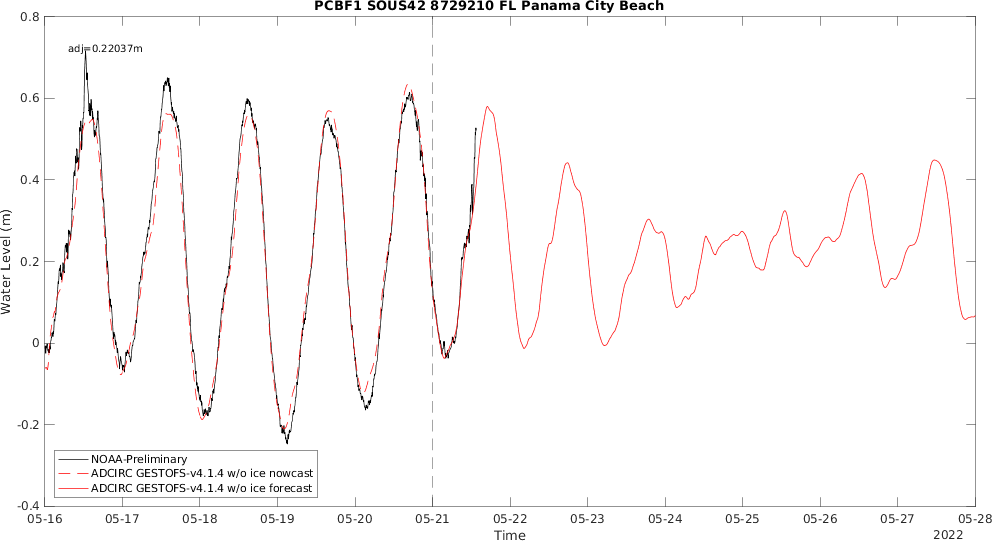 PCBF1 SOUS42 8729210 FL Panama City Beach
adj=0.22037m
0.8
0.6
0.4
0.2
0
-0.2
-0.4
Water Level (m)
NOAA-Preliminary
ADCIRC GESTOFS-v4.1.4 w/o ice nowcast
ADCIRC GESTOFS-v4.1.4 w/o ice forecast
05-16 05-17 05-18 05-19 05-20 05-21 05-22 05-23 05-24 05-25 05-26 05-27 05-28
Time
2022